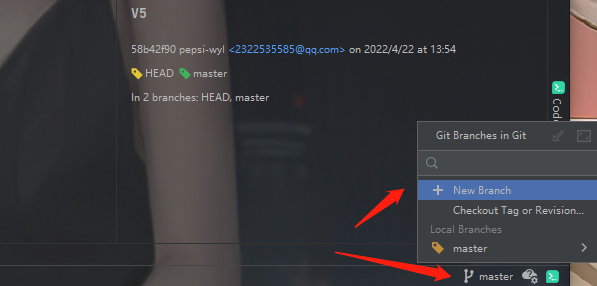 V5
58b42f90 pepsi-wyl <2322535585@qq.com> on 2022/4/22 at 13:54
HEAD master
In 2 branches: HEAD, master
Git Branches in Git
New Branch
Checkout Tag or Revision...
Local Branches
master
master